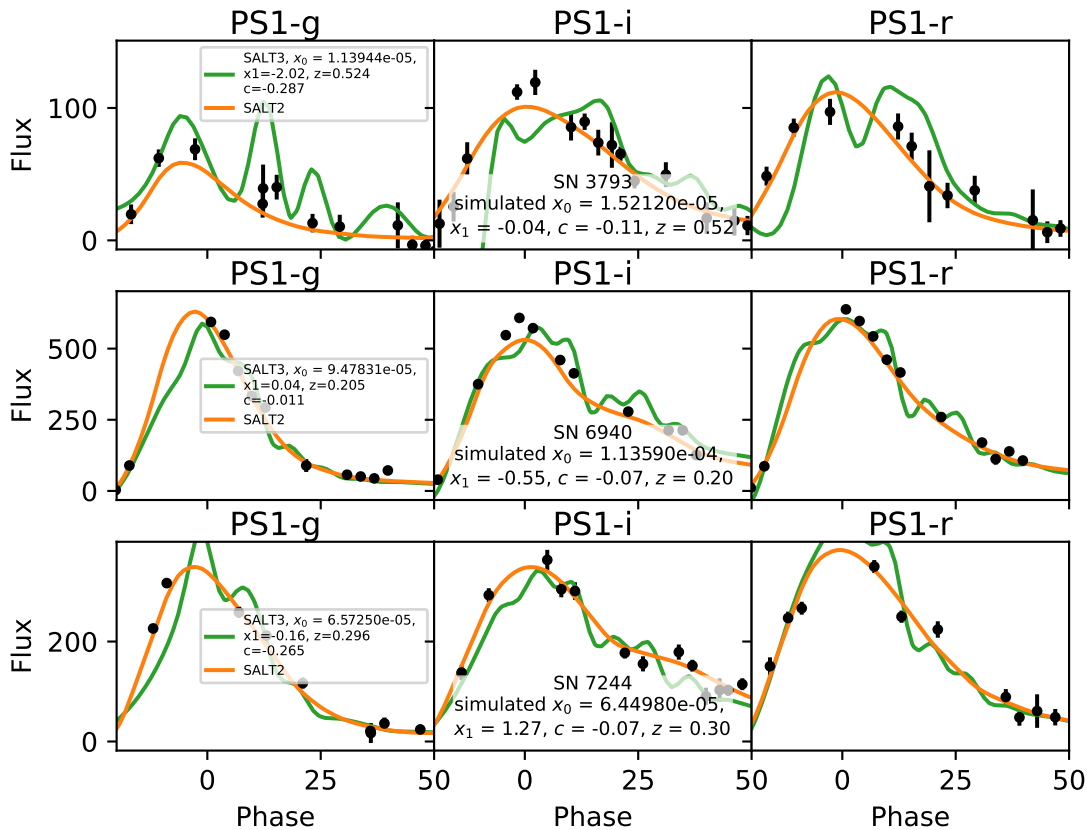 PS1-g PS1-i PS1-r
Flux
100
0
SALT3, x₀ = 1.13944e-05,
x1=-2.02, z=0.524
c=-0.287
SALT2
SN 3793
simulated x₀ = 1.52120e-05,
x₁ = -0.04, c = -0.11, z = 0.52
PS1-g PS1-i PS1-r
Flux
500
250
0
SALT3, x₀ = 9.47831e-05,
x1=0.04, z=0.205
c=-0.011
SALT2
SN 6940
simulated x₀ = 1.13590e-04,
x₁ = -0.55, c = -0.07, z = 0.20
PS1-g PS1-i PS1-r
Flux
200
0
SALT3, x₀ = 6.57250e-05,
x1=-0.16, z=0.296
c=-0.265
SALT2
SN 7244
simulated x₀ = 6.44980e-05,
x₁ = 1.27, c = -0.07, z = 0.30
0 25 50 0 25 50 0 25 50
Phase Phase Phase